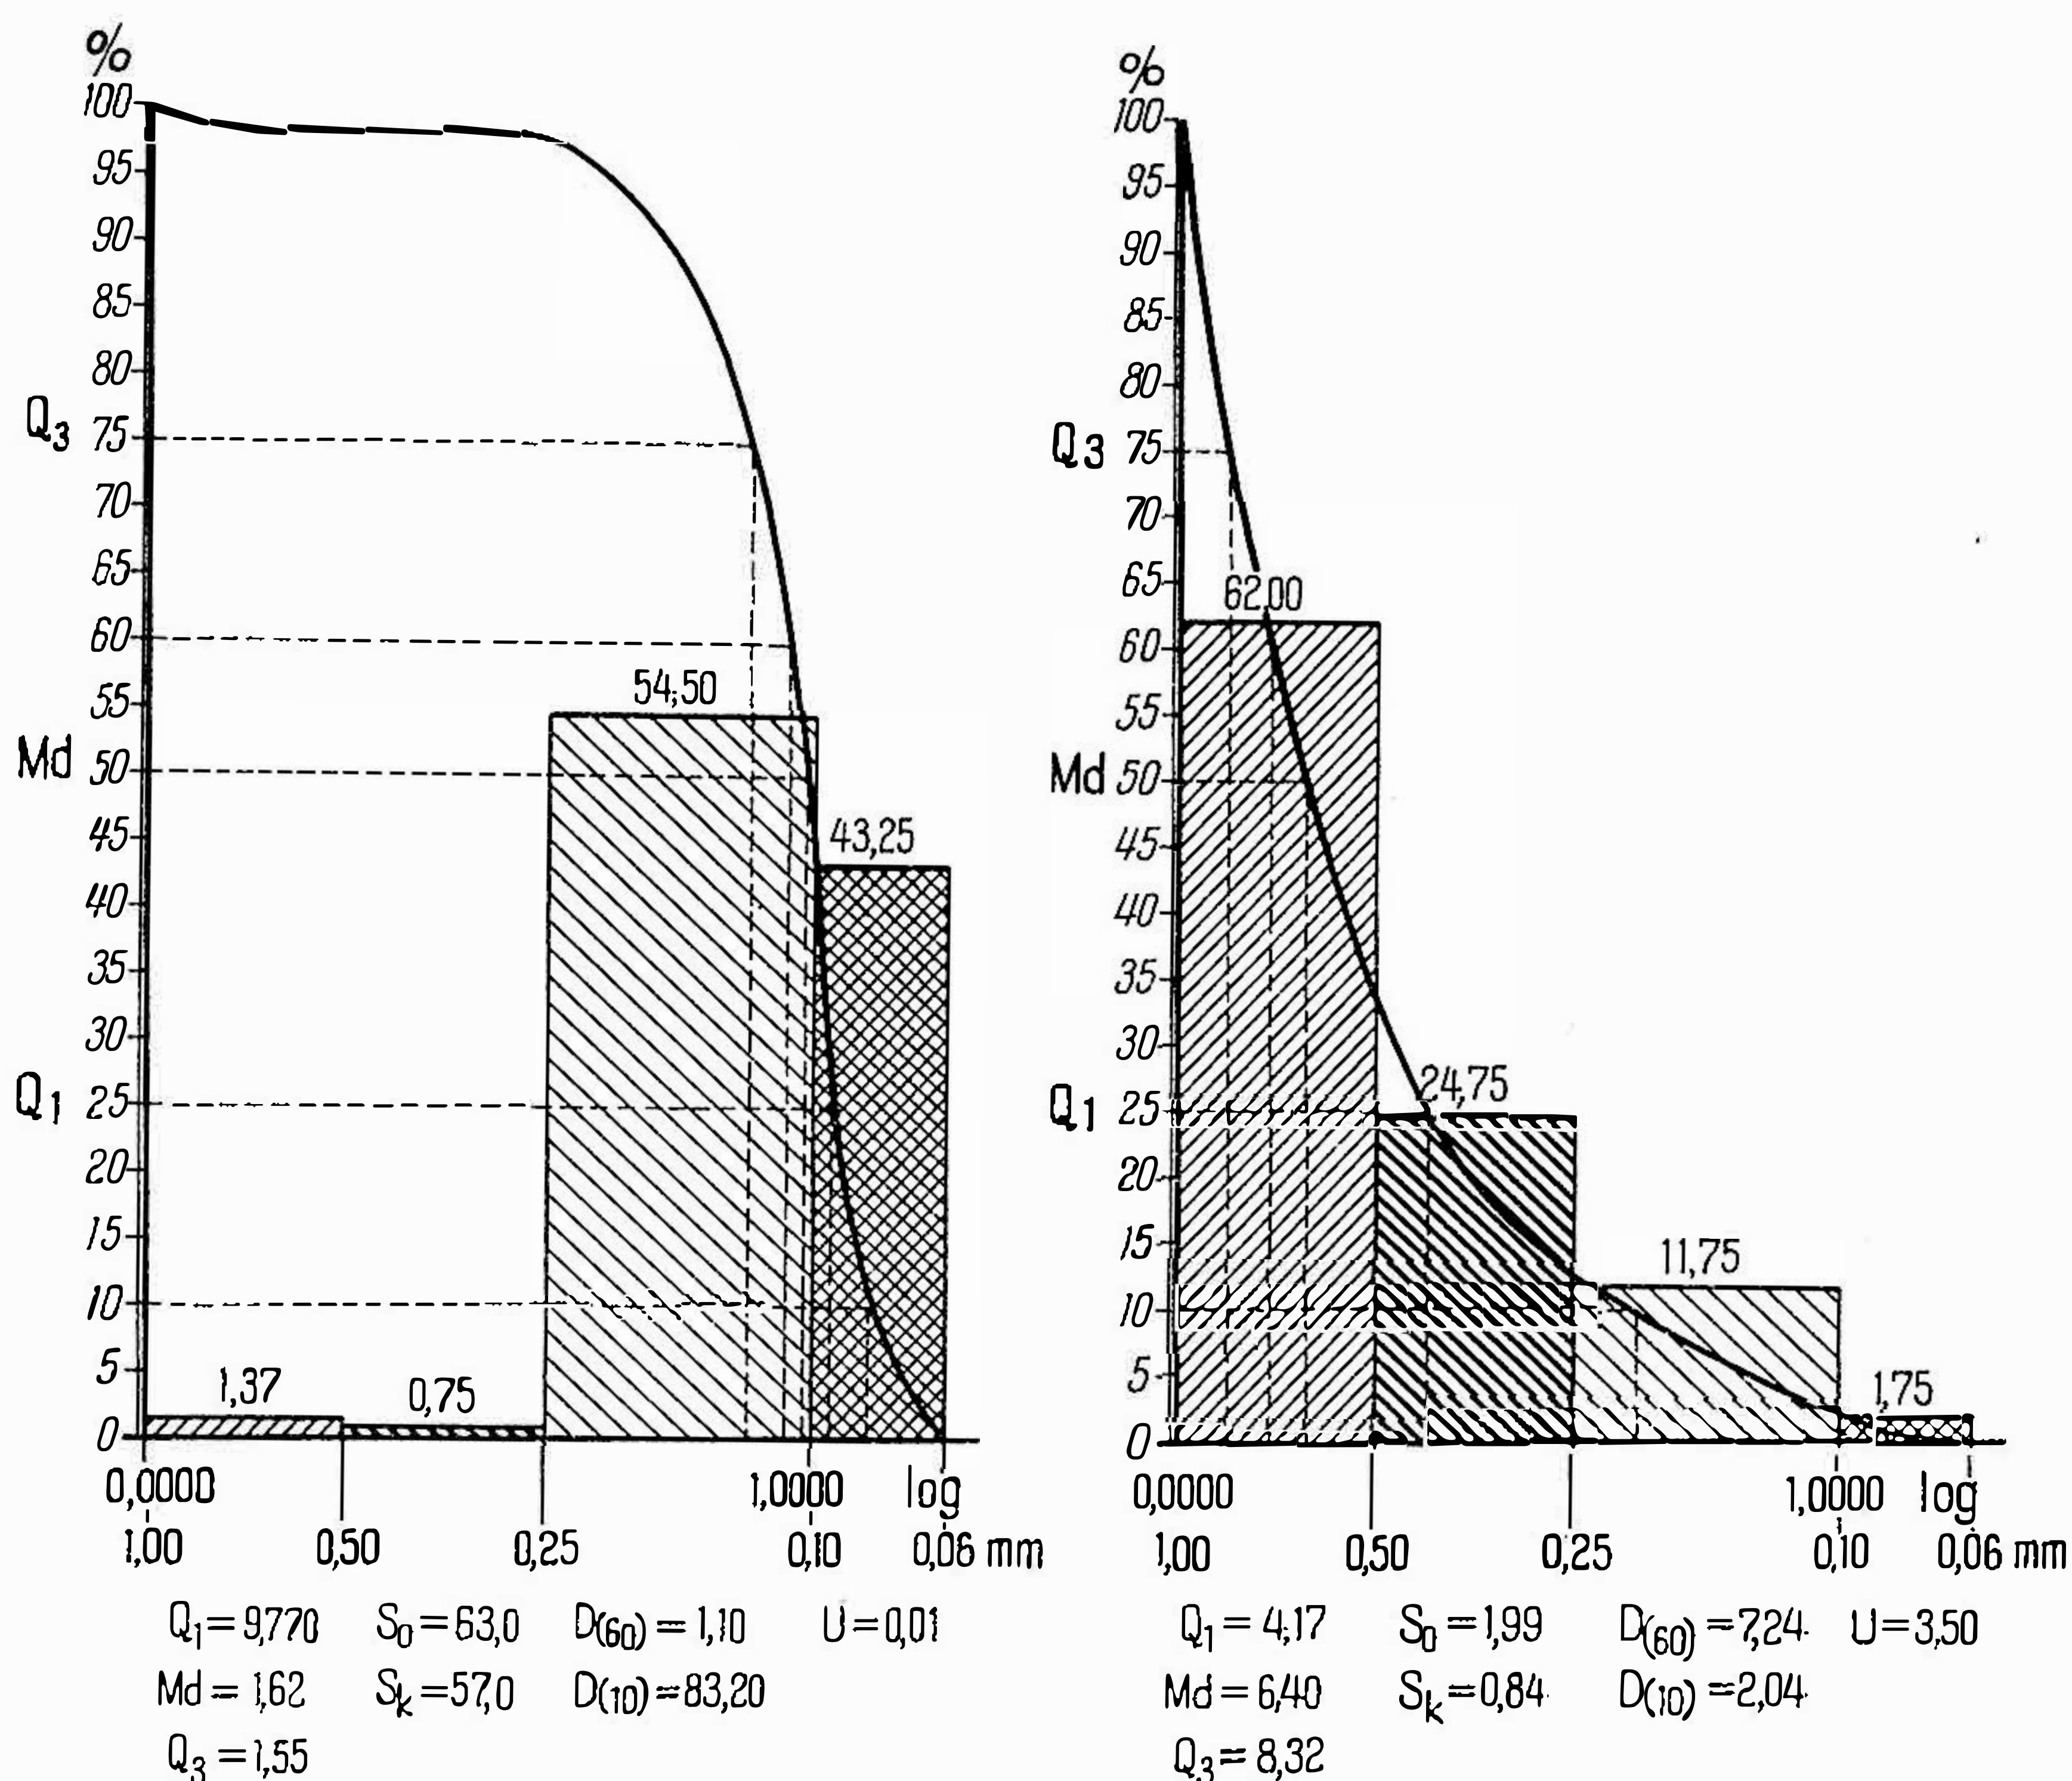 %
100
95
90
85
80
Q3 75
70
65
60
55
Md 50
45
40
35
30
Q1 25
20
15
10
5
0
54,50
43,25
1,37
0,75
0,0000 1,0000 log
1,00 0,50 0,25 0,10 0,06 mm
Q1 = 9,770 S0 = 63,0 D(60) = 1,10 U = 0,01
Md = 1,62 Sk = 57,0 D(10) = 83,20
Q3 = 1,55
%
100
95
90
85
80
Q3 75
70
65
60
55
Md 50
45
40
35
30
Q1 25
20
15
10
5
0
62,00
24,75
11,75
1,75
0,0000 1,0000 log
1,00 0,50 0,25 0,10 0,06 mm
Q1 = 4,17 S0 = 1,99 D(60) = 7,24 U = 3,50
Md = 6,40 Sk = 0,84 D(10) = 2,04
Q3 = 8,32